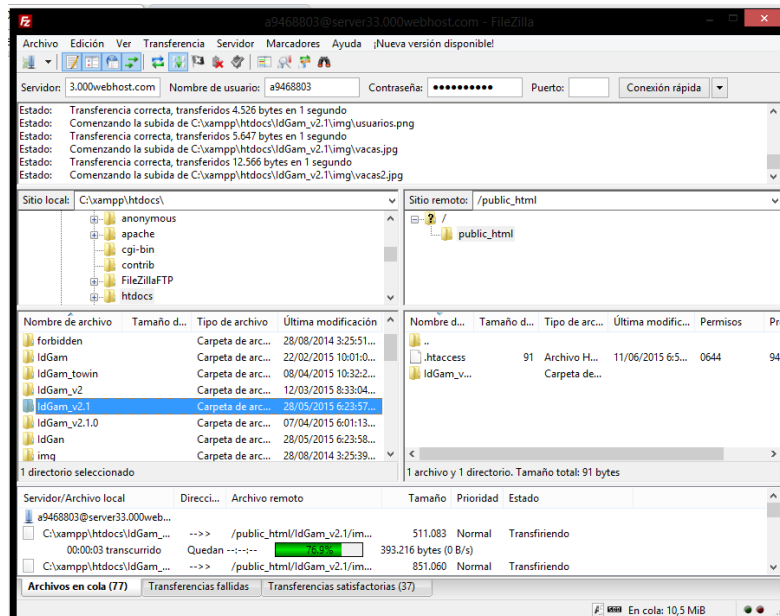 a9468803@server33.000webhost.com - FileZilla
Archivo Edición Ver Transferencia Servidor Marcadores Ayuda ¡Nueva versión disponible!
Servidor: 3.000webhost.com Nombre de usuario: a9468803 Contraseña: ●●●●●●●●●● Puerto: Conexión rápida
Estado: Transferencia correcta, transferidos 4.526 bytes en 1 segundo
Estado: Comenzando la subida de C:\xampp\htdocs\IdGam_v2.1\img\usuarios.png
Estado: Transferencia correcta, transferidos 5.647 bytes en 1 segundo
Estado: Comenzando la subida de C:\xampp\htdocs\IdGam_v2.1\img\vacas.jpg
Estado: Transferencia correcta, transferidos 12.566 bytes en 1 segundo
Estado: Comenzando la subida de C:\xampp\htdocs\IdGam_v2.1\img\vacas2.jpg
Sitio local: C:\xampp\htdocs\
anonymous
apache
cgi-bin
contrib
FileZillaFTP
htdocs
Sitio remoto: /public_html
/
public_html
Nombre de archivo Tamaño d... Tipo de archivo Última modificación
forbidden Carpeta de arc... 28/08/2014 3:25:51...
IdGam Carpeta de arc... 22/02/2015 10:01:0...
IdGam_towin Carpeta de arc... 08/04/2015 10:32:2...
IdGam_v2 Carpeta de arc... 12/03/2015 8:33:04...
IdGam_v2.1 Carpeta de arc... 28/05/2015 6:23:57...
IdGam_v2.1.0 Carpeta de arc... 07/04/2015 6:01:13...
IdGan Carpeta de arc... 28/05/2015 6:23:58...
img Carpeta de arc... 28/08/2014 3:25:39...
1 directorio seleccionado
Nombre d... Tamaño d... Tipo de arc... Última modific... Permisos Pr
..
.htaccess 91 Archivo H... 11/06/2015 6:5... 0644 94
IdGam_v... Carpeta de...
1 archivo y 1 directorio. Tamaño total: 91 bytes
Servidor/Archivo local Direcci... Archivo remoto Tamaño Prioridad Estado
a9468803@server33.000web...
C:\xampp\htdocs\IdGam_... -->> /public_html/IdGam_v2.1/im... 511.083 Normal Transfiriendo
00:00:03 transcurrido Quedan --:--:-- 76.9% 393.216 bytes (0 B/s)
C:\xampp\htdocs\IdGam_... -->> /public_html/IdGam_v2.1/im... 851.060 Normal Transfiriendo
Archivos en cola (77) Transferencias fallidas Transferencias satisfactorias (37)
En cola: 10,5 MiB